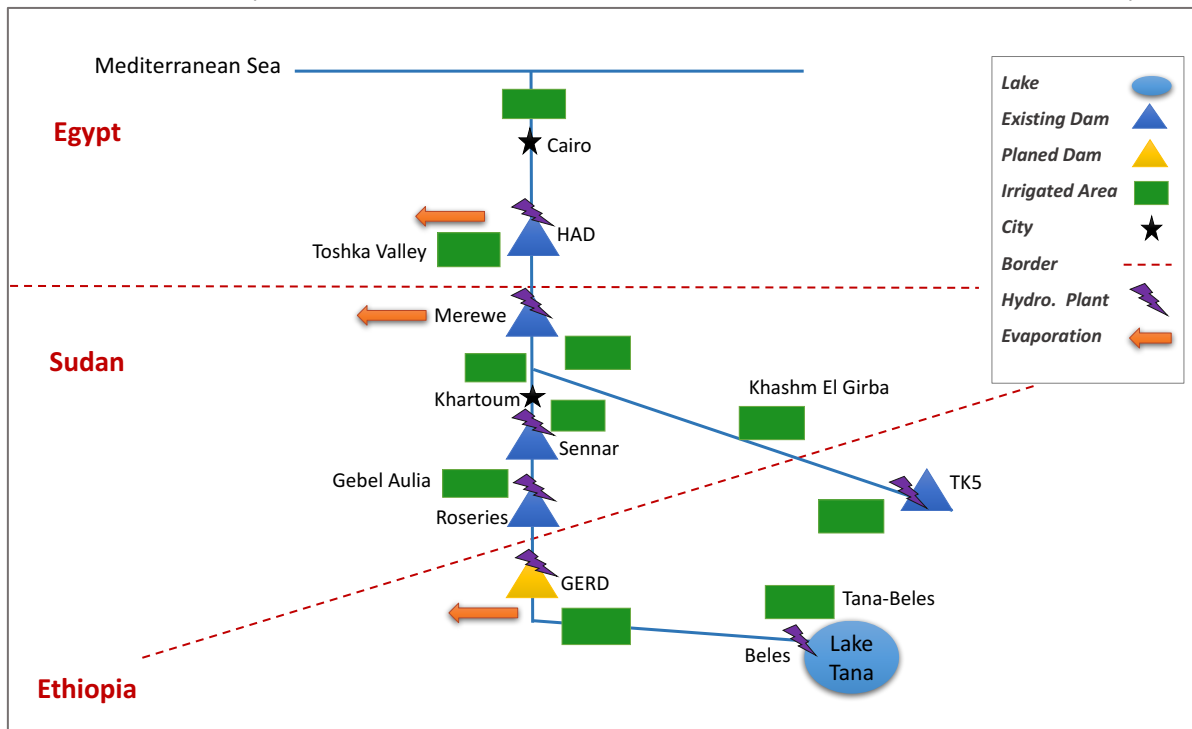 Mediterranean Sea
Egypt
Cairo
HAD
Toshka Valley
Merewe
Sudan
Khartoum
Khashm El Girba
Sennar
Gebel Aulia
Roseries
TK5
GERD
Tana-Beles
Beles
Lake
Tana
Ethiopia
Lake
Existing Dam
Planed Dam
Irrigated Area
City
Border
Hydro. Plant
Evaporation